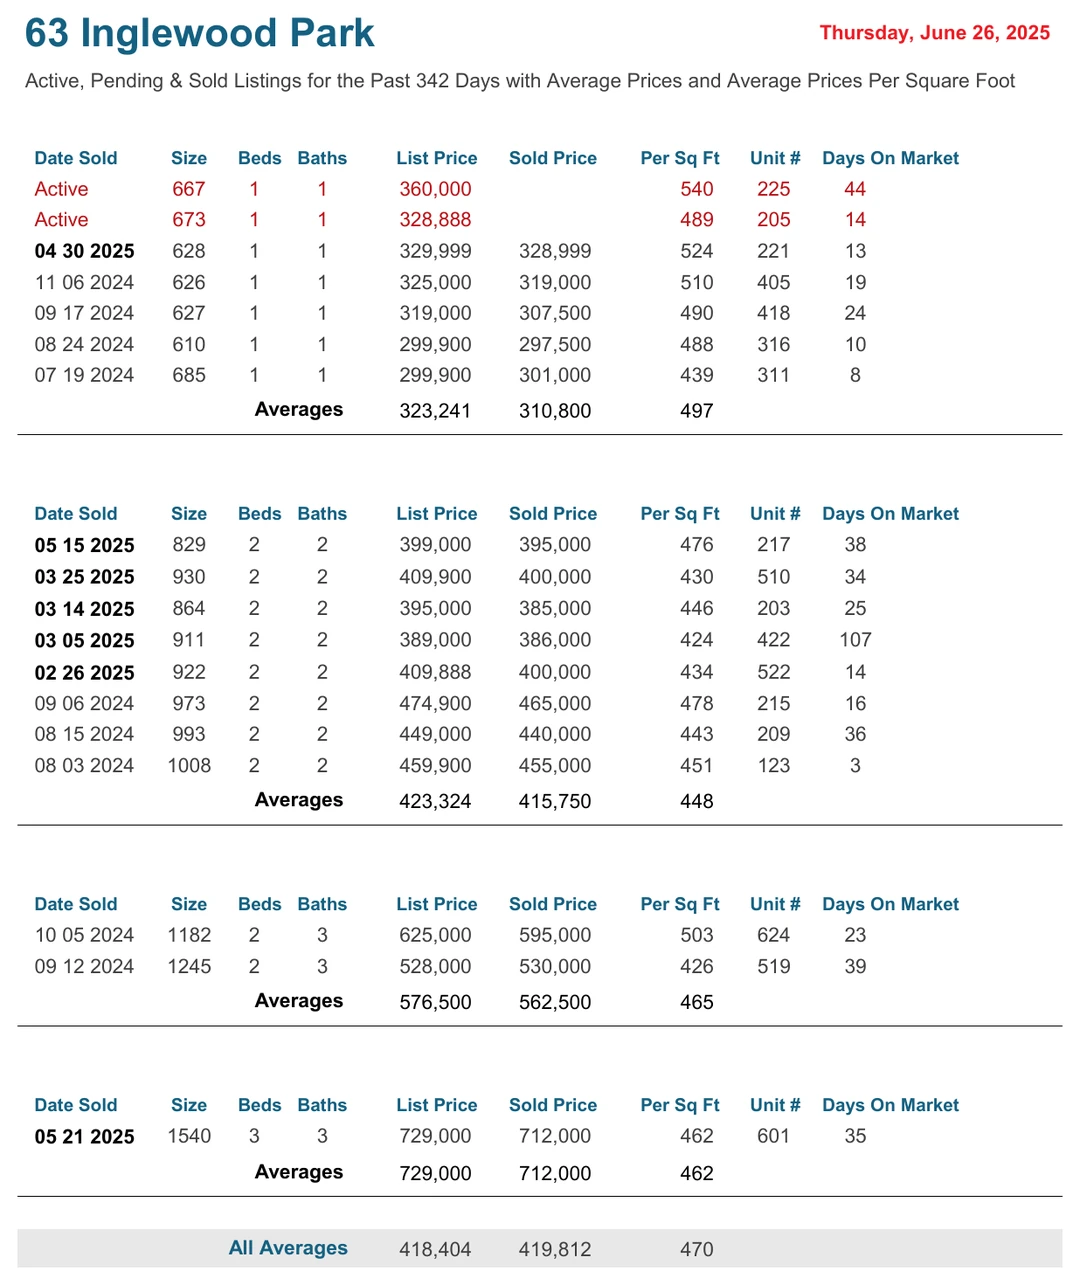 63 Inglewood Park
Thursday, June 26, 2025
Active, Pending & Sold Listings for the Past 342 Days with Average Prices and Average Prices Per Square Foot
Date Sold Size Beds Baths List Price Sold Price Per Sq Ft Unit # Days On Market
Active 667 1 1 360,000 540 225 44
Active 673 1 1 328,888 489 205 14
04 30 2025 628 1 1 329,999 328,999 524 221 13
11 06 2024 626 1 1 325,000 319,000 510 405 19
09 17 2024 627 1 1 319,000 307,500 490 418 24
08 24 2024 610 1 1 299,900 297,500 488 316 10
07 19 2024 685 1 1 299,900 301,000 439 311 8
Averages 323,241 310,800 497
Date Sold Size Beds Baths List Price Sold Price Per Sq Ft Unit # Days On Market
05 15 2025 829 2 2 399,000 395,000 476 217 38
03 25 2025 930 2 2 409,900 400,000 430 510 34
03 14 2025 864 2 2 395,000 385,000 446 203 25
03 05 2025 911 2 2 389,000 386,000 424 422 107
02 26 2025 922 2 2 409,888 400,000 434 522 14
09 06 2024 973 2 2 474,900 465,000 478 215 16
08 15 2024 993 2 2 449,000 440,000 443 209 36
08 03 2024 1008 2 2 459,900 455,000 451 123 3
Averages 423,324 415,750 448
Date Sold Size Beds Baths List Price Sold Price Per Sq Ft Unit # Days On Market
10 05 2024 1182 2 3 625,000 595,000 503 624 23
09 12 2024 1245 2 3 528,000 530,000 426 519 39
Averages 576,500 562,500 465
Date Sold Size Beds Baths List Price Sold Price Per Sq Ft Unit # Days On Market
05 21 2025 1540 3 3 729,000 712,000 462 601 35
Averages 729,000 712,000 462
All Averages 418,404 419,812 470